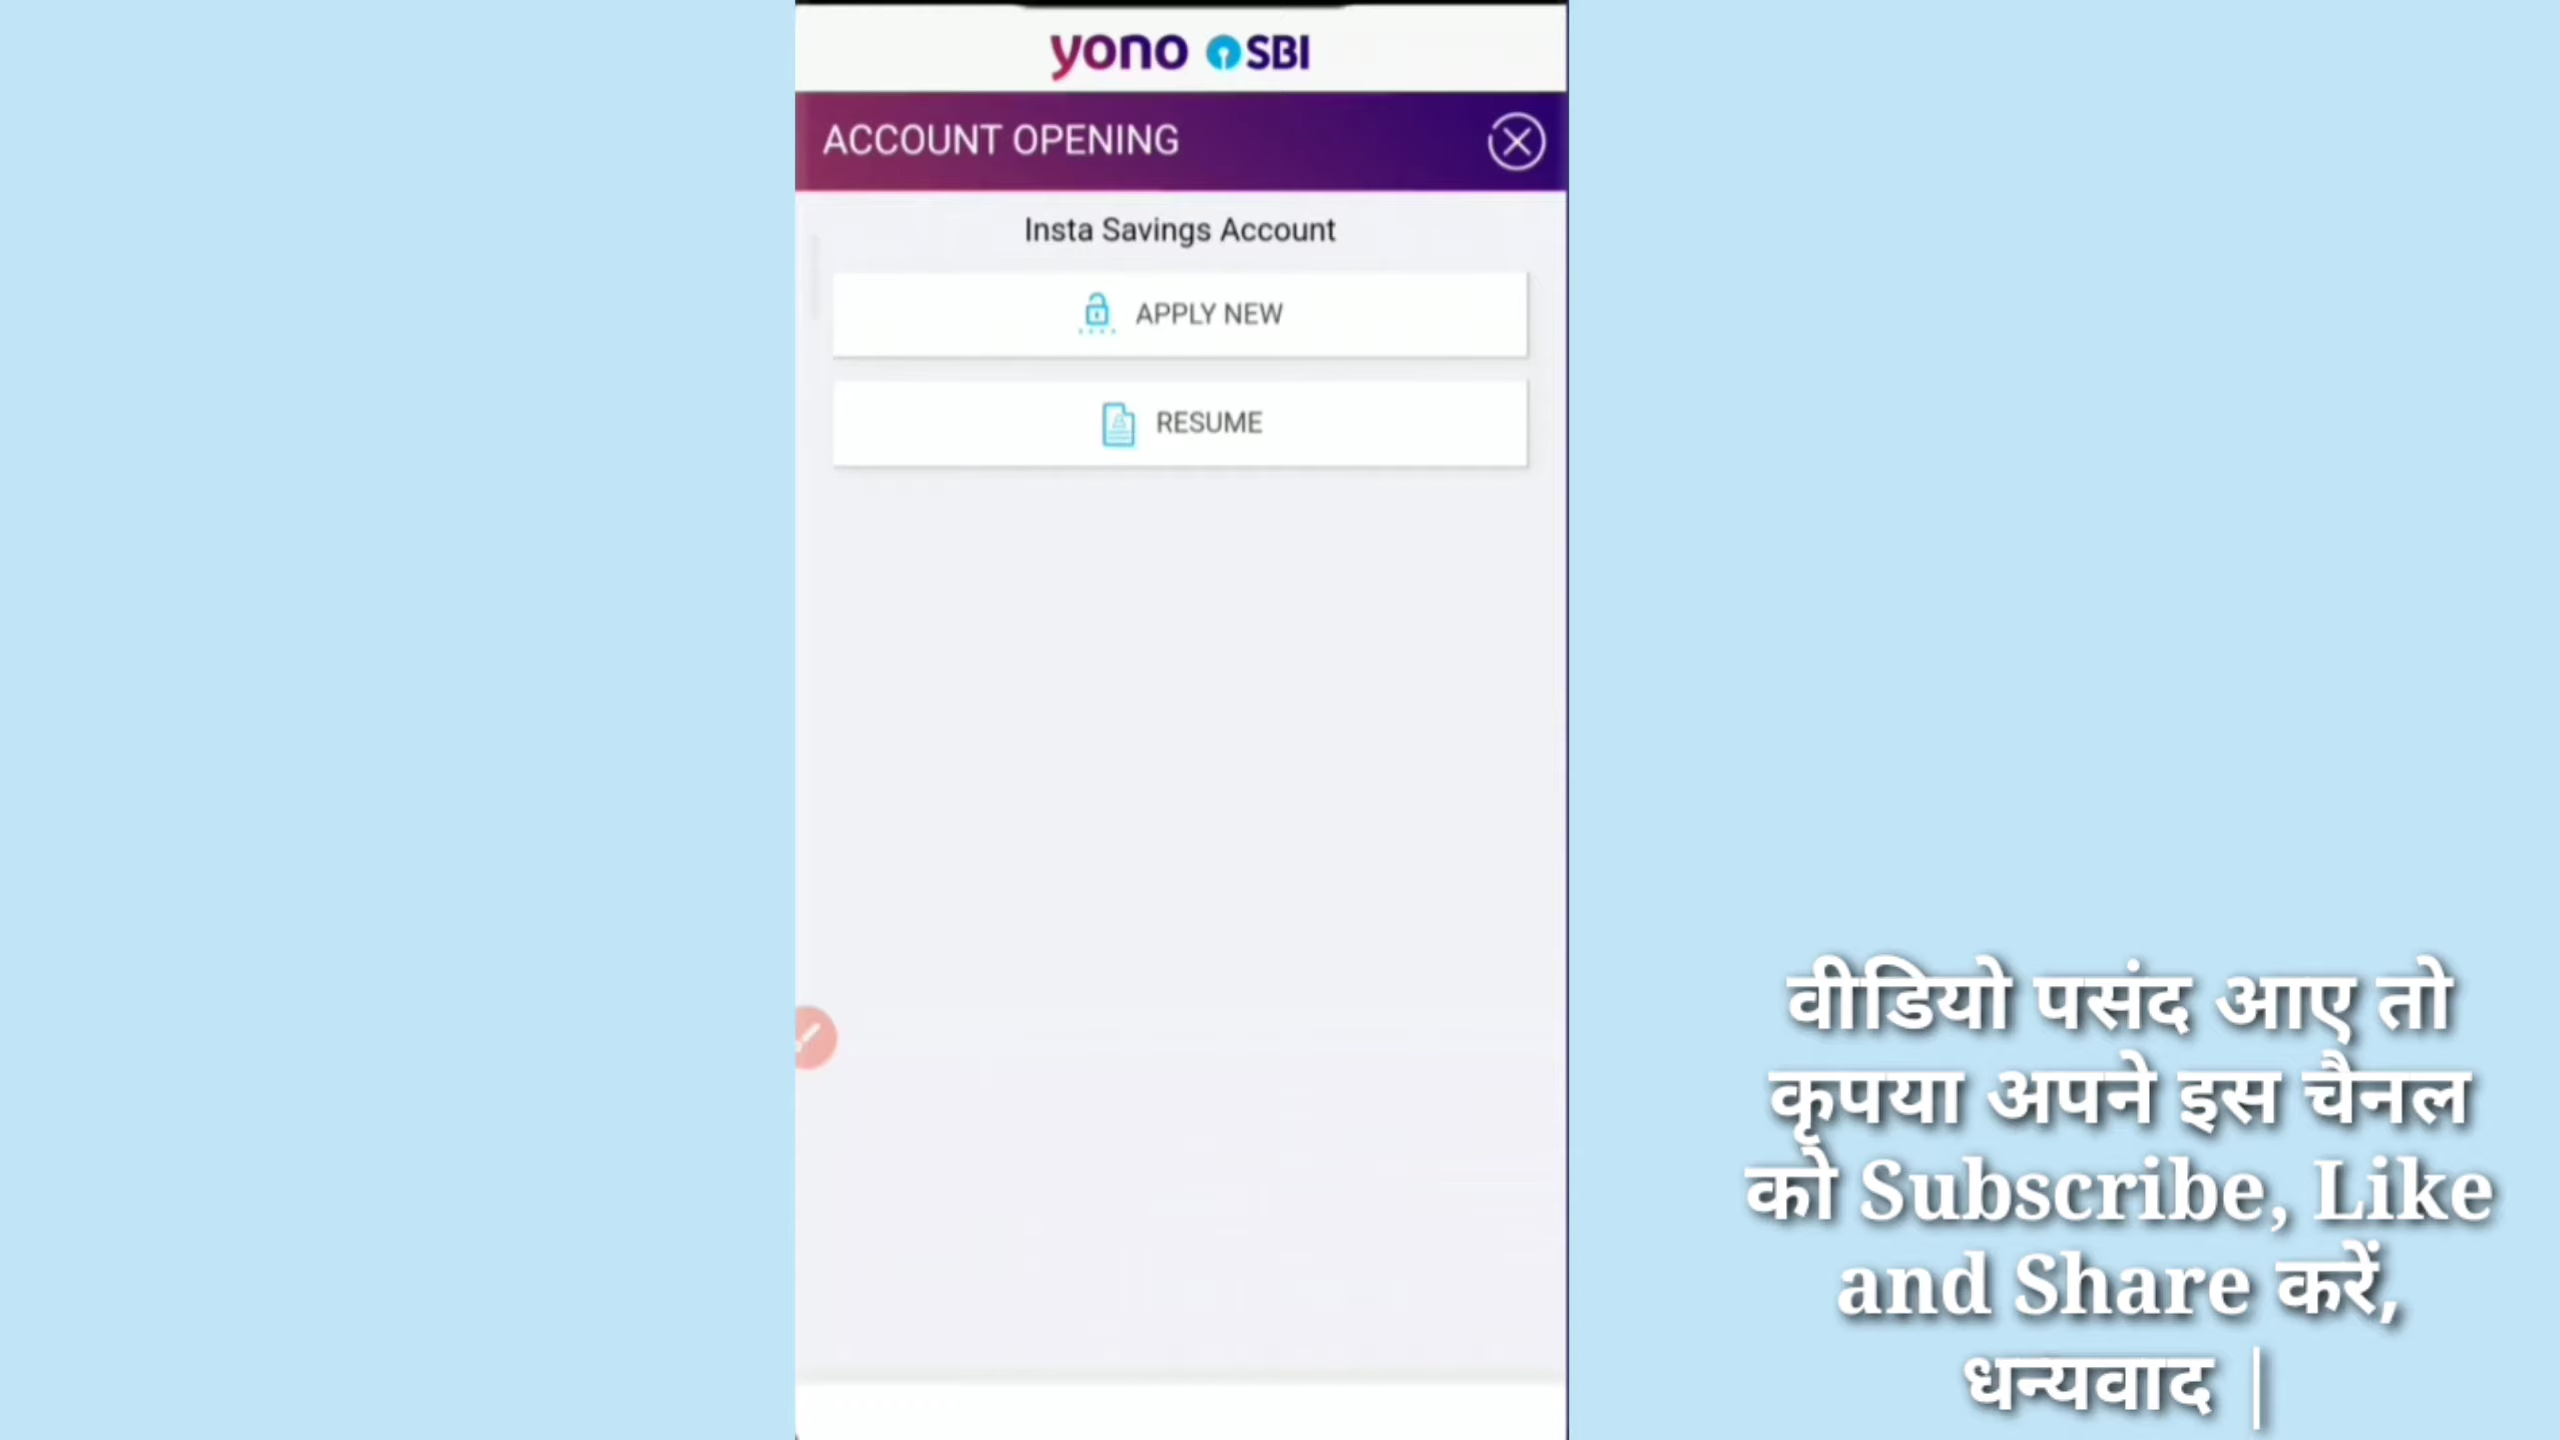 yono SBI
ACCOUNT OPENING
Insta Savings Account
APPLY NEW
RESUME
वीडियो पसंद आए तो
कृपया अपने इस चैनल
को Subscribe, Like
and Share करें,
धन्यवाद |